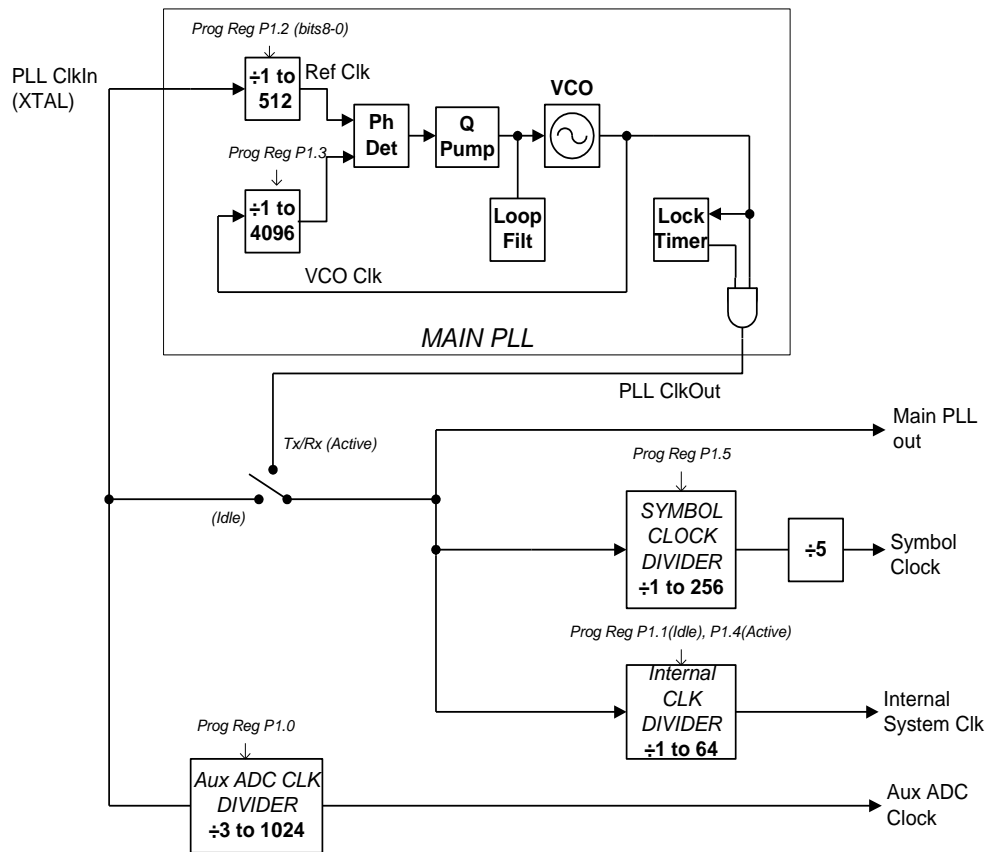 Prog Reg P1.2 (bits8-0)
PLL ClkIn
(XTAL)
÷1 to
512
Ref Clk
Ph
Det
Q
Pump
VCO
Prog Reg P1.3
÷1 to
4096
Loop
Filt
Lock
Timer
VCO Clk
MAIN PLL
PLL ClkOut
Tx/Rx (Active)
(Idle)
Main PLL
out
Prog Reg P1.5
SYMBOL
CLOCK
DIVIDER
÷1 to 256
÷5
Symbol
Clock
Prog Reg P1.1(Idle), P1.4(Active)
Internal
CLK
DIVIDER
÷1 to 64
Internal
System Clk
Prog Reg P1.0
Aux ADC CLK
DIVIDER
÷3 to 1024
Aux ADC
Clock